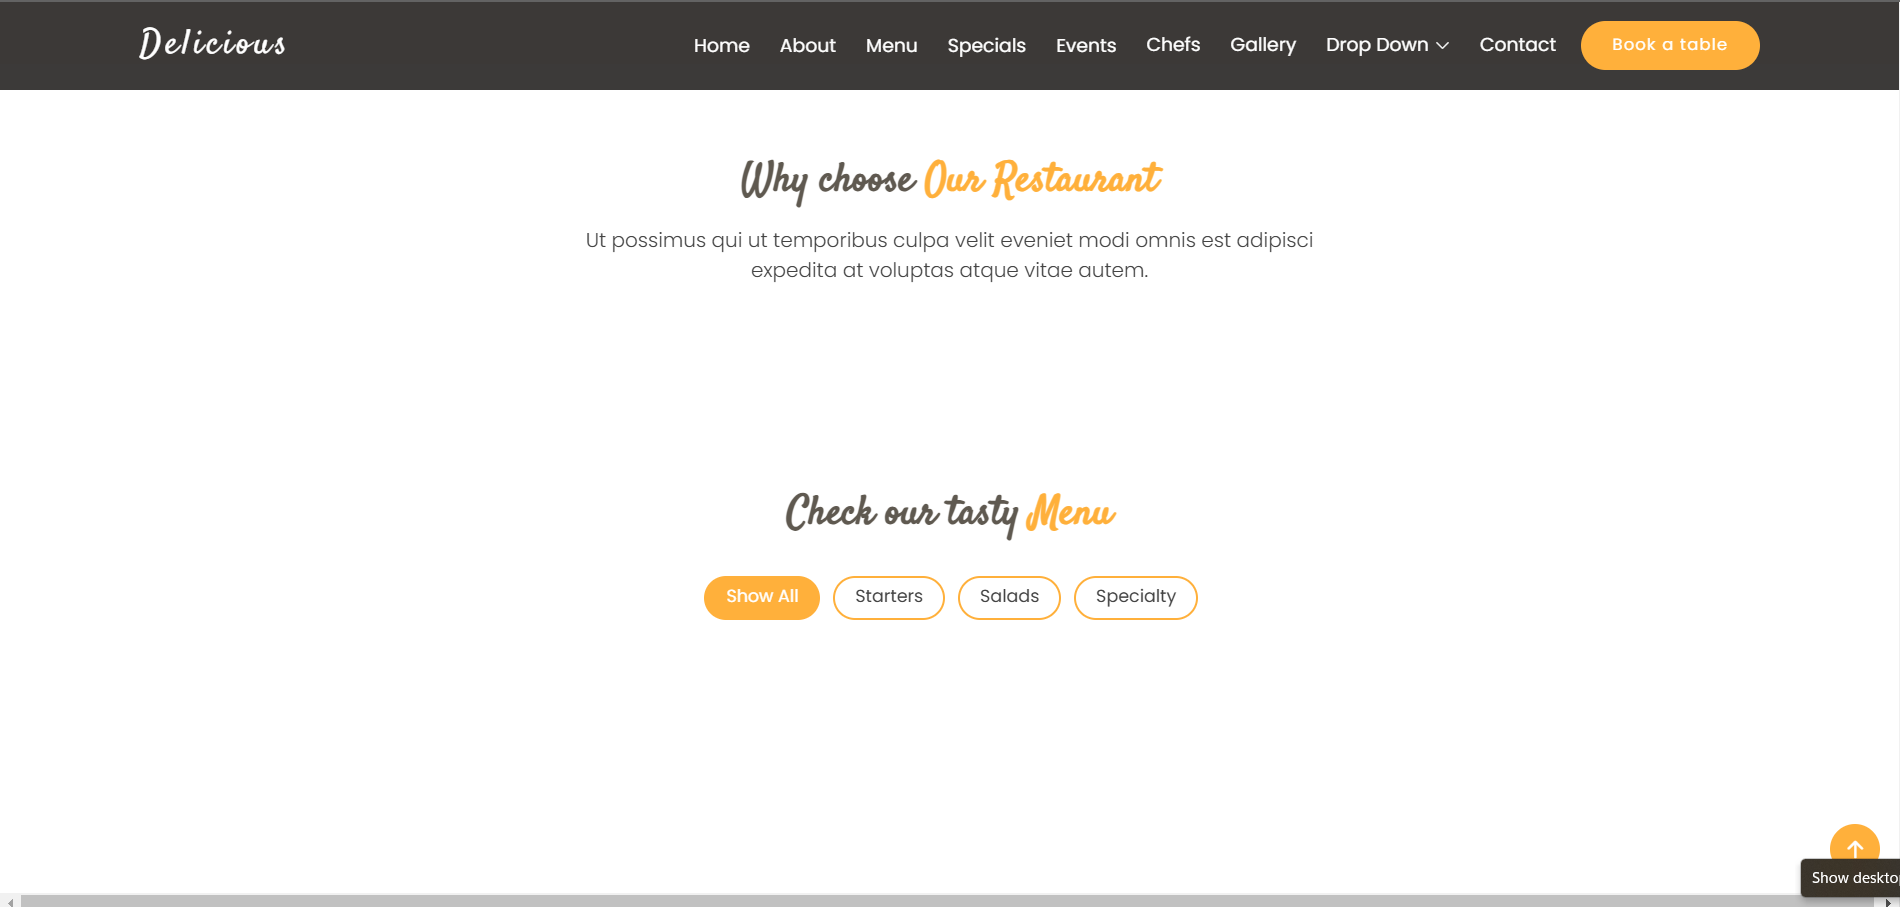 Delicious
Home About Menu Specials Events Chefs Gallery Drop Down Contact Book a table
Why choose Our Restaurant
Ut possimus qui ut temporibus culpa velit eveniet modi omnis est adipisci
expedita at voluptas atque vitae autem.
Check our tasty Menu
Show All Starters Salads Specialty
Show deskto